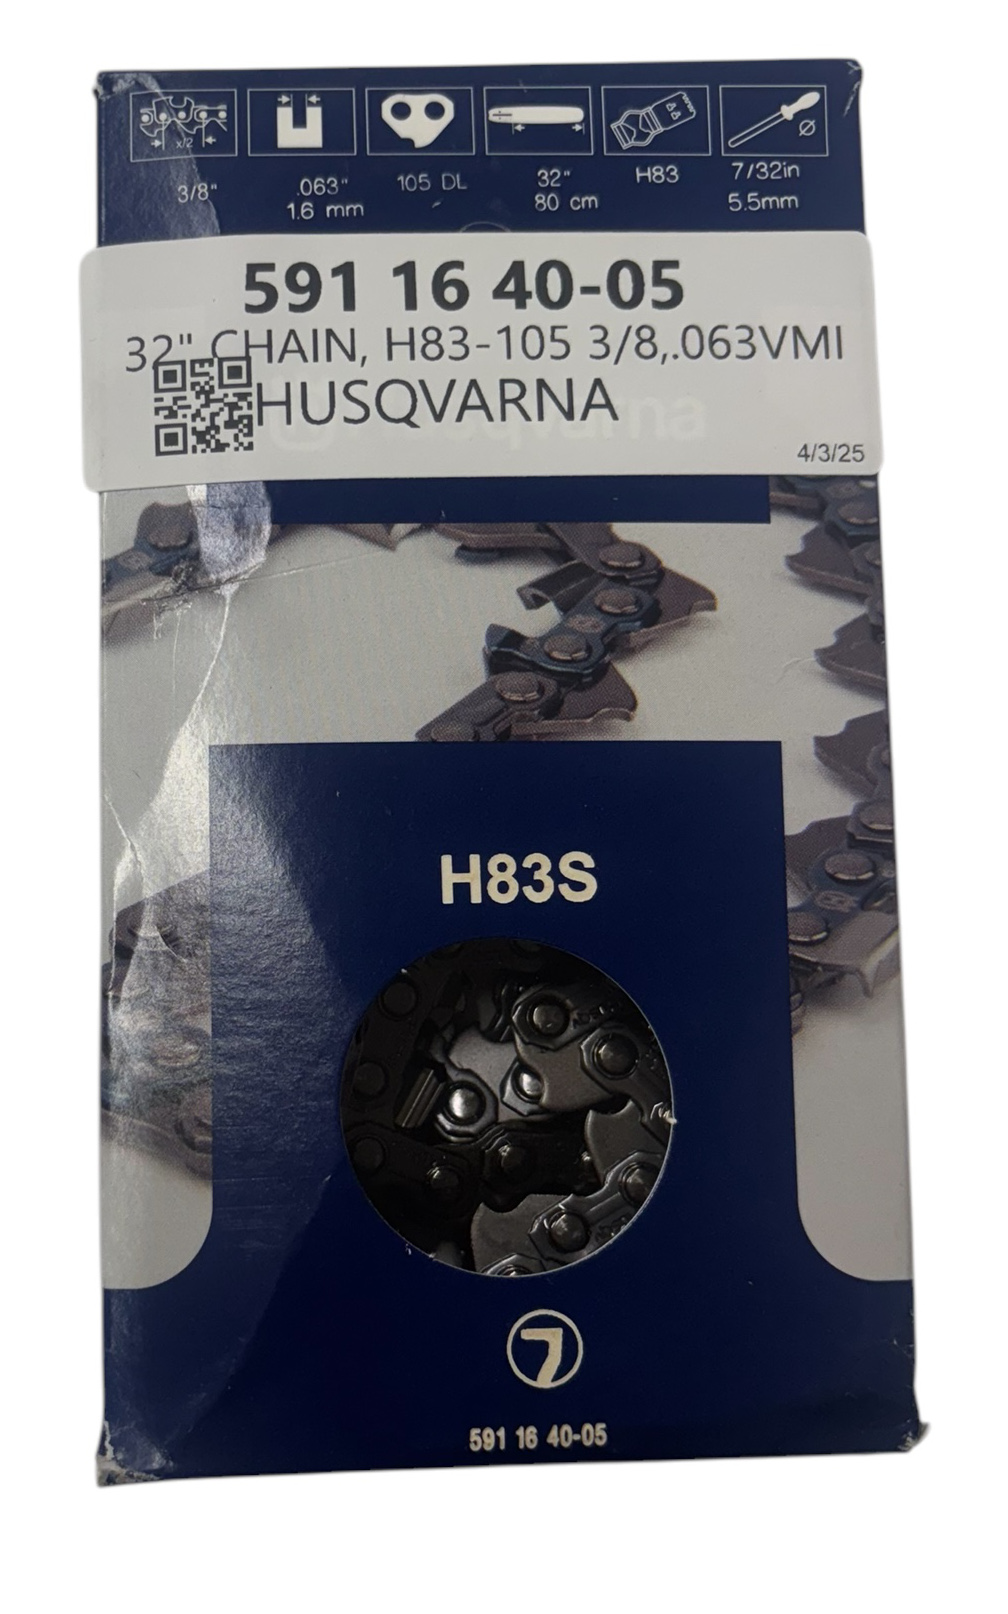 x/2
3/8"
.063"
1.6 mm
105 DL
32"
80 cm
H83
7/32in
5.5mm
591 16 40-05
32" CHAIN, H83-105 3/8,.063VMI
HUSQVARNA
4/3/25
H83S
7
591 16 40-05